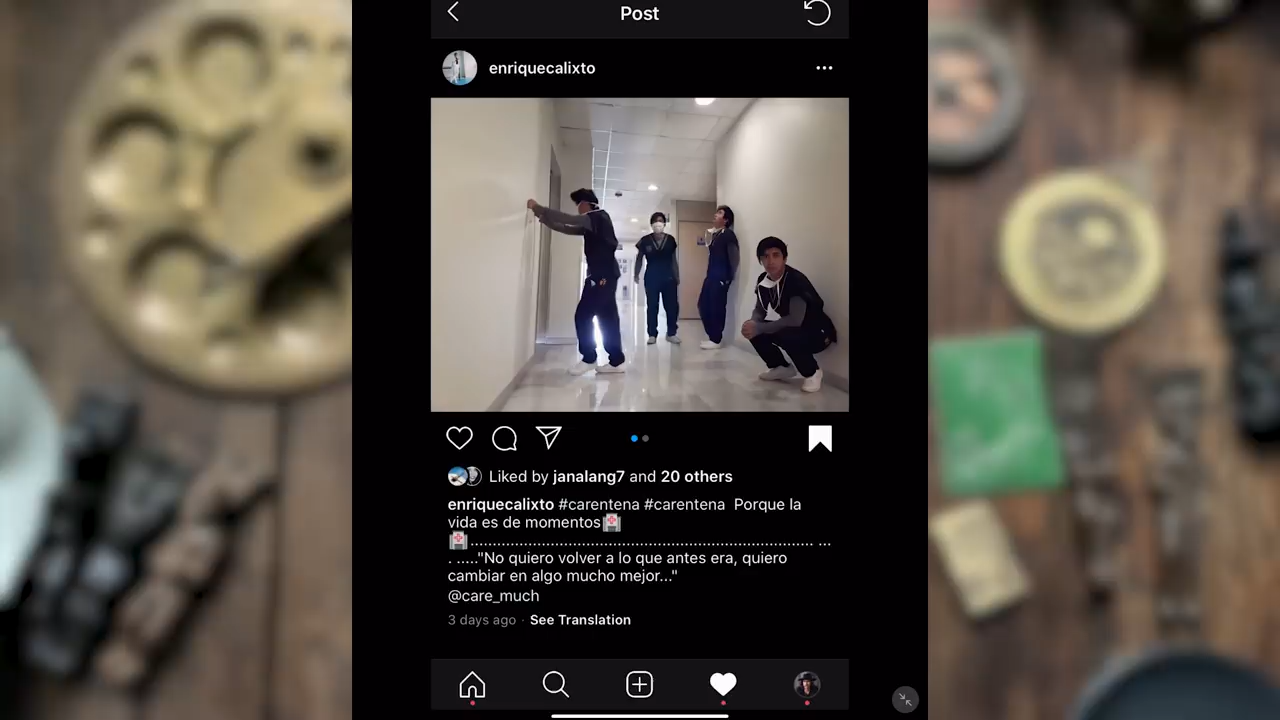 Post
enriquecalixto
Liked by janalang7 and 20 others
enriquecalixto #carentena #carentena Porque la
vida es de momentos🏥
🏥.............................................................................. ...
. ....."No quiero volver a lo que antes era, quiero
cambiar en algo mucho mejor..."
@care_much
3 days ago · See Translation